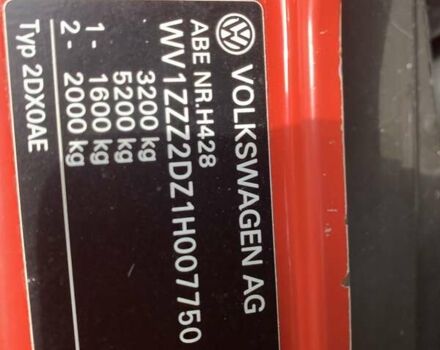 VOLKSWAGEN AG
ABE NR.H428
WV1ZZZ2DZ1H007750
3200 kg
5200 kg
1 - 1600 kg
2 - 2000 kg
Typ 2DX0AE